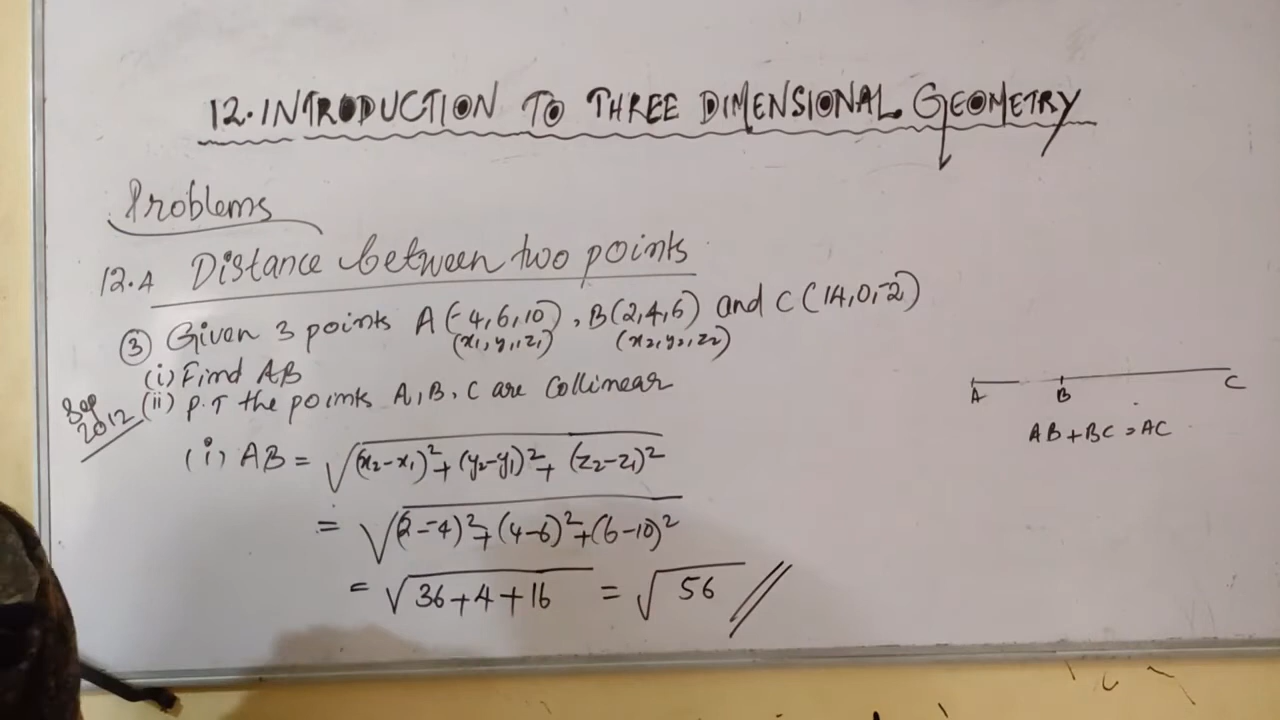 12. INTRODUCTION TO THREE DIMENSIONAL GEOMETRY
Problems
12.A Distance between two points
③ Given 3 points A(-4,6,10), B(2,4,6) and C(14,0,-2)
(x₁,y₁,z₁) (x₂,y₂,z₂)
(i) Find AB
(ii) P.T the points A, B, C are collinear
Sep 2012
A B C
AB+BC=AC
(i) AB = √(x₂-x₁)²+(y₂-y₁)²+(z₂-z₁)²
= √(2--4)²+(4-6)²+(6-10)²
= √36+4+16 = √56 //